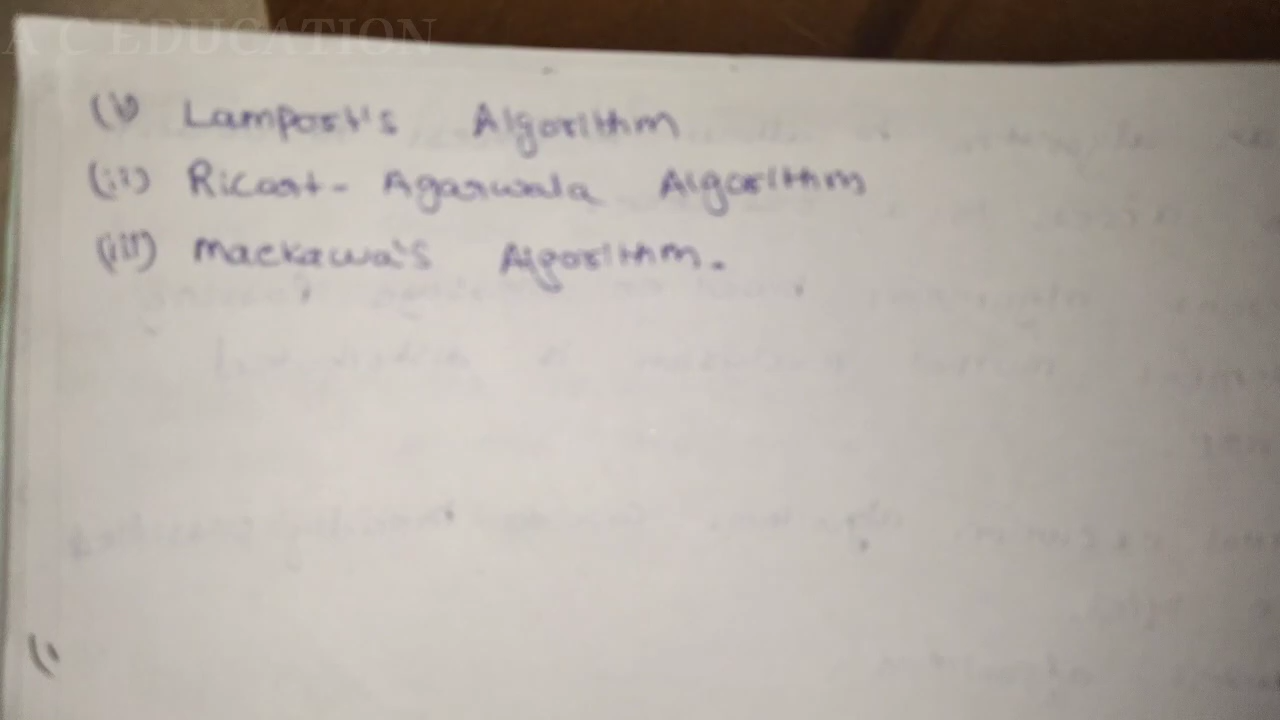 A C EDUCATION
(i) Lamport's Algorithm
(ii) Ricart- Agarwala Algorithm
(iii) Maekawa's Algorithm.